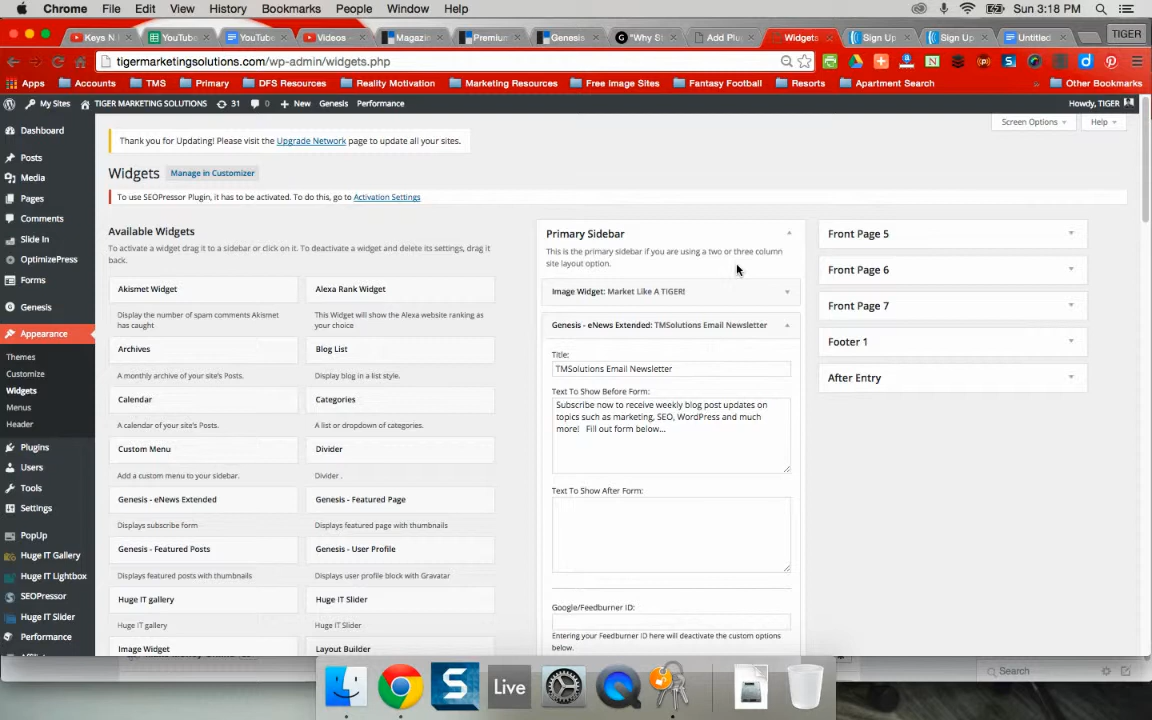 Chrome File Edit View History Bookmarks People Window Help Sun 3:18 PM
Keys N YouTube YouTube Videos Magazin Premium Genesis "Why S Add Plu Widgets Sign Up Sign Up Untitled TIGER
tigermarketingsolutions.com/wp-admin/widgets.php
Apps Accounts TMS Primary DFS Resources Reality Motivation Marketing Resources Free Image Sites Fantasy Football Resorts Apartment Search Other Bookmarks
My Sites TIGER MARKETING SOLUTIONS 31 New Genesis Performance Howdy, TIGER
Screen Options Help
Dashboard
Posts
Media
Pages
Comments
Slide In
OptimizePress
Forms
Genesis
Appearance
Themes
Customize
Widgets
Menus
Header
Plugins
Users
Tools
Settings
PopUp
Huge IT Gallery
Huge IT Lightbox
SEOPressor
Huge IT Slider
Performance
Thank you for Updating! Please visit the Upgrade Network page to update all your sites.
Widgets Manage in Customizer
To use SEOPressor Plugin, it has to be activated. To do this, go to Activation Settings
Available Widgets
To activate a widget drag it to a sidebar or click on it. To deactivate a widget and delete its settings, drag it
back.
Akismet Widget Alexa Rank Widget
Display the number of spam comments Akismet
has caught
This Widget will show the Alexa website ranking as
your choice
Archives Blog List
A monthly archive of your site's Posts. Display blog in a list style.
Calendar Categories
A calendar of your site's Posts. A list or dropdown of categories.
Custom Menu Divider
Add a custom menu to your sidebar. Divider .
Genesis - eNews Extended Genesis - Featured Page
Displays subscribe form Displays featured page with thumbnails
Genesis - Featured Posts Genesis - User Profile
Displays featured posts with thumbnails Displays user profile block with Gravatar
Huge IT gallery Huge IT Slider
Huge IT gallery Huge IT Slider
Image Widget Layout Builder
Primary Sidebar
This is the primary sidebar if you are using a two or three column
site layout option.
Image Widget: Market Like A TIGER!
Genesis - eNews Extended: TMSolutions Email Newsletter
Title:
TMSolutions Email Newsletter
Text To Show Before Form:
Subscribe now to receive weekly blog post updates on
topics such as marketing, SEO, WordPress and much
more! Fill out form below...
Text To Show After Form:
Google/Feedburner ID:
Entering your Feedburner ID here will deactivate the custom options
below.
Front Page 5
Front Page 6
Front Page 7
Footer 1
After Entry
Live
Search